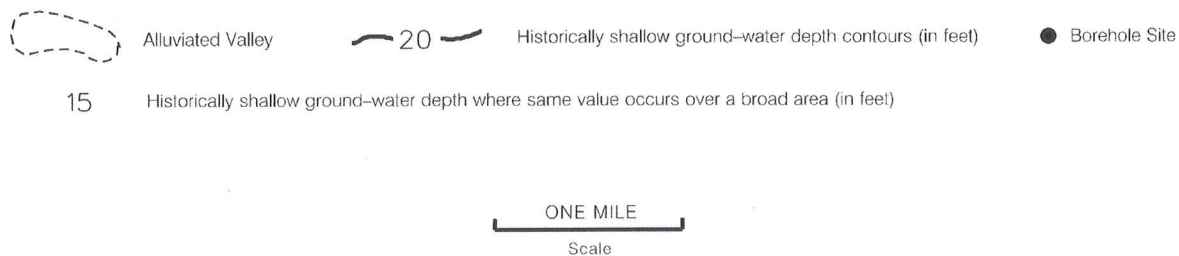 Alluviated Valley 20 Historically shallow ground–water depth contours (in feet) Borehole Site
15 Historically shallow ground–water depth where same value occurs over a broad area (in feet)
ONE MILE
Scale